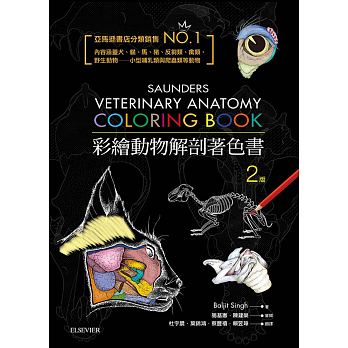 亞馬遜書店分類銷售 NO.1
內容涵蓋犬、貓、馬、豬、反芻類、禽類、
野生動物——小型哺乳類與爬蟲類等動物
SAUNDERS
VETERINARY ANATOMY
COLORING BOOK
彩繪動物解剖著色書
2版
Baljit Singh 著
ELSEVIER